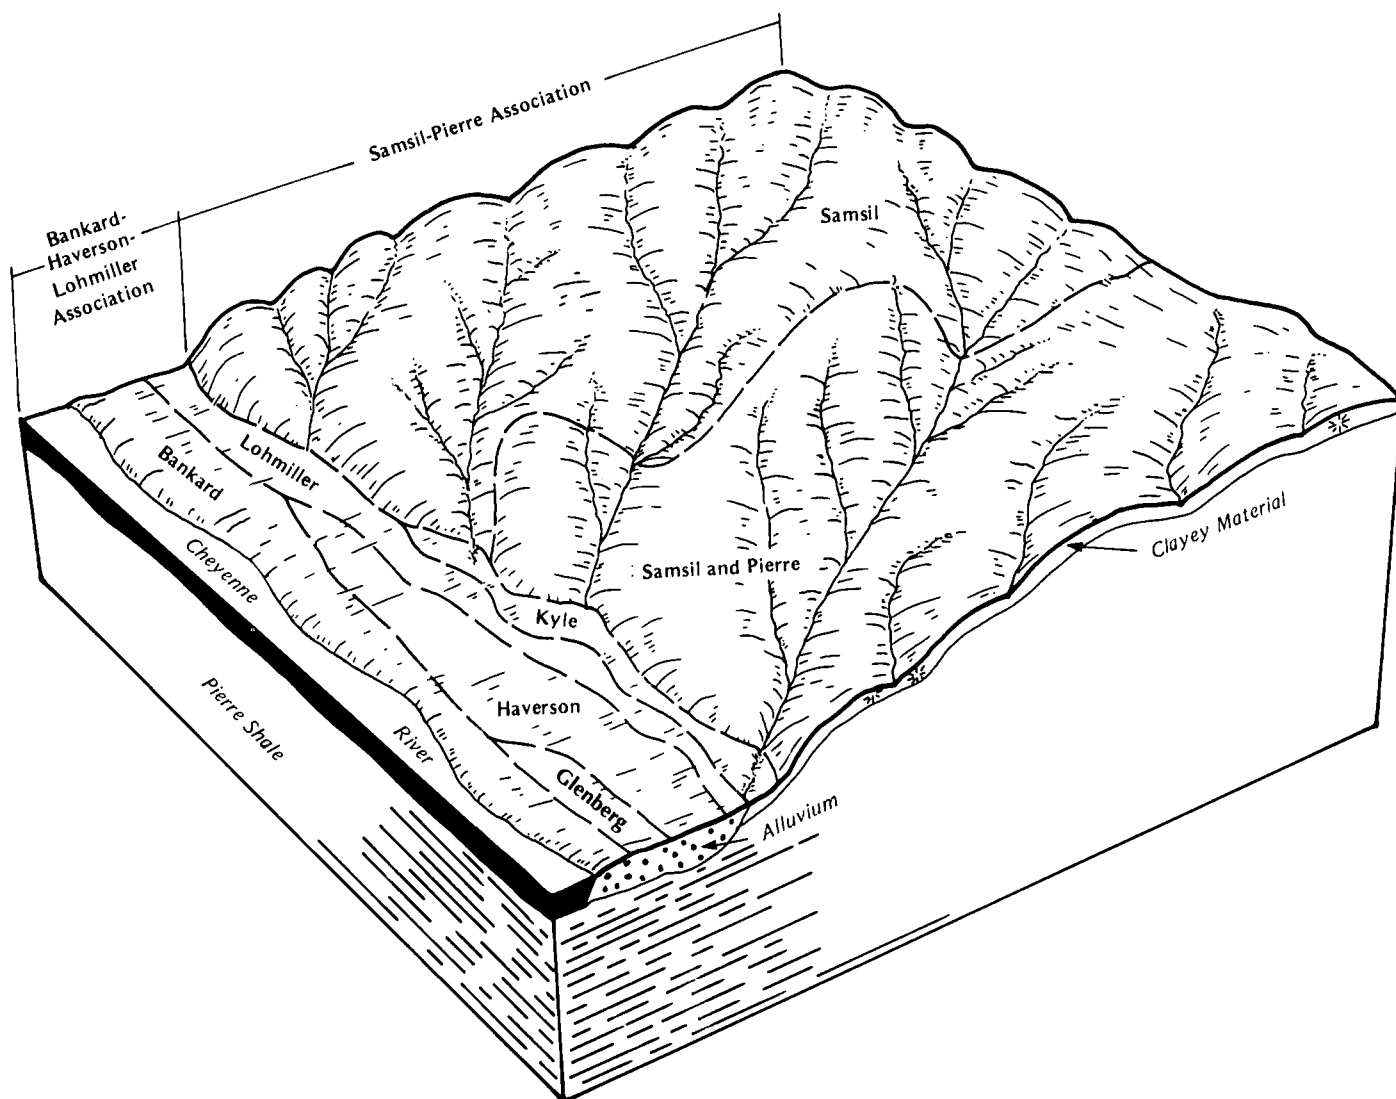 Samsil-Pierre Association
Bankard-
Haverson-
Lohmiller
Association
Samsil
Lohmiller
Bankard
Cheyenne
River
Clayey Material
Samsil and Pierre
Kyle
Haverson
Pierre Shale
Glenberg
Alluvium